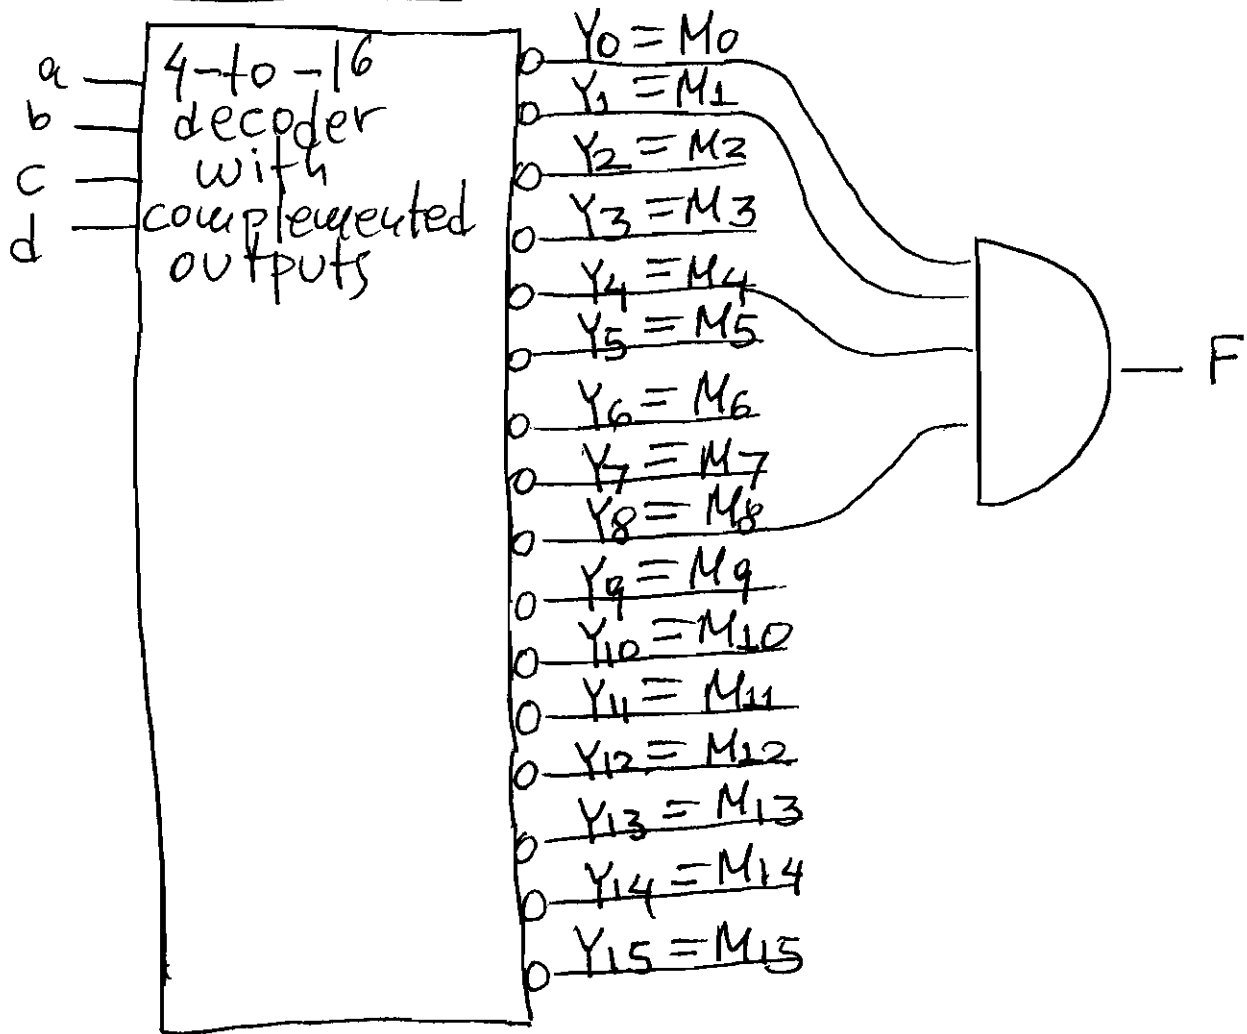 a
b
c
d
4-to-16
decoder
with
complemented
outputs
Y0 = M0
Y1 = M1
Y2 = M2
Y3 = M3
Y4 = M4
Y5 = M5
Y6 = M6
Y7 = M7
Y8 = M8
Y9 = M9
Y10 = M10
Y11 = M11
Y12 = M12
Y13 = M13
Y14 = M14
Y15 = M15
F